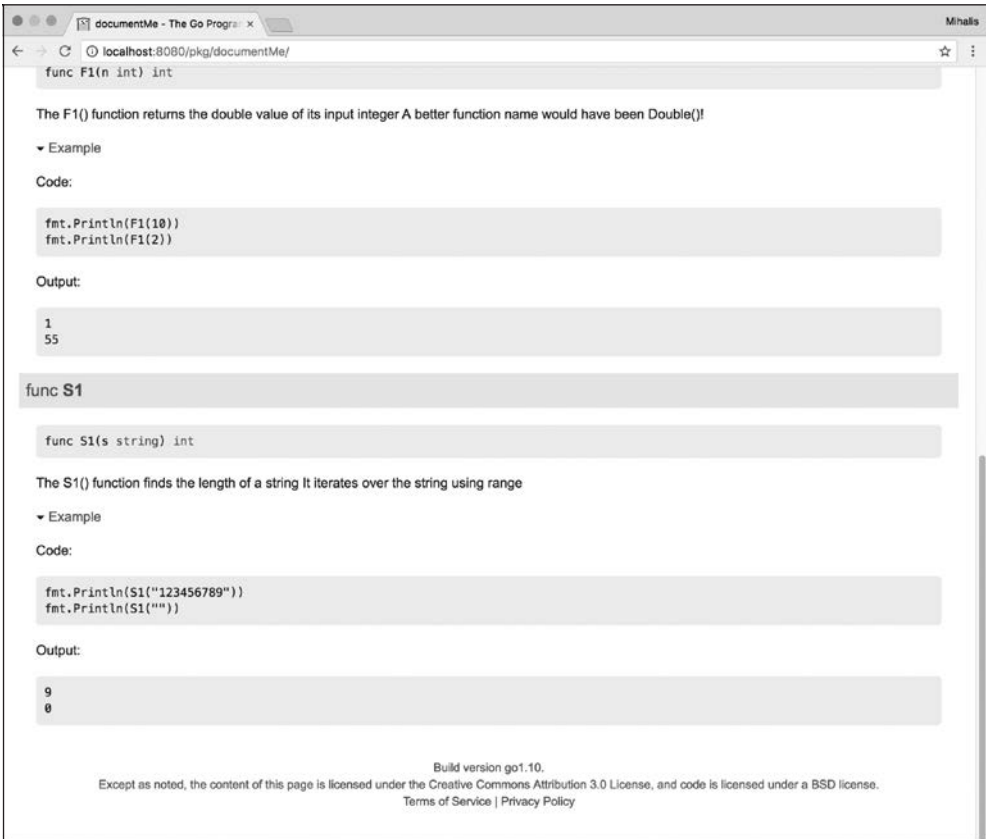 documentMe - The Go Progra
Mihalis
localhost:8080/pkg/documentMe/
func F1(n int) int
The F1() function returns the double value of its input integer A better function name would have been Double()!
Example
Code:
fmt.Println(F1(10))
fmt.Println(F1(2))
Output:
1
55
func S1
func S1(s string) int
The S1() function finds the length of a string It iterates over the string using range
Example
Code:
fmt.Println(S1("123456789"))
fmt.Println(S1(""))
Output:
9
0
Build version go1.10.
Except as noted, the content of this page is licensed under the Creative Commons Attribution 3.0 License, and code is licensed under a BSD license.
Terms of Service | Privacy Policy